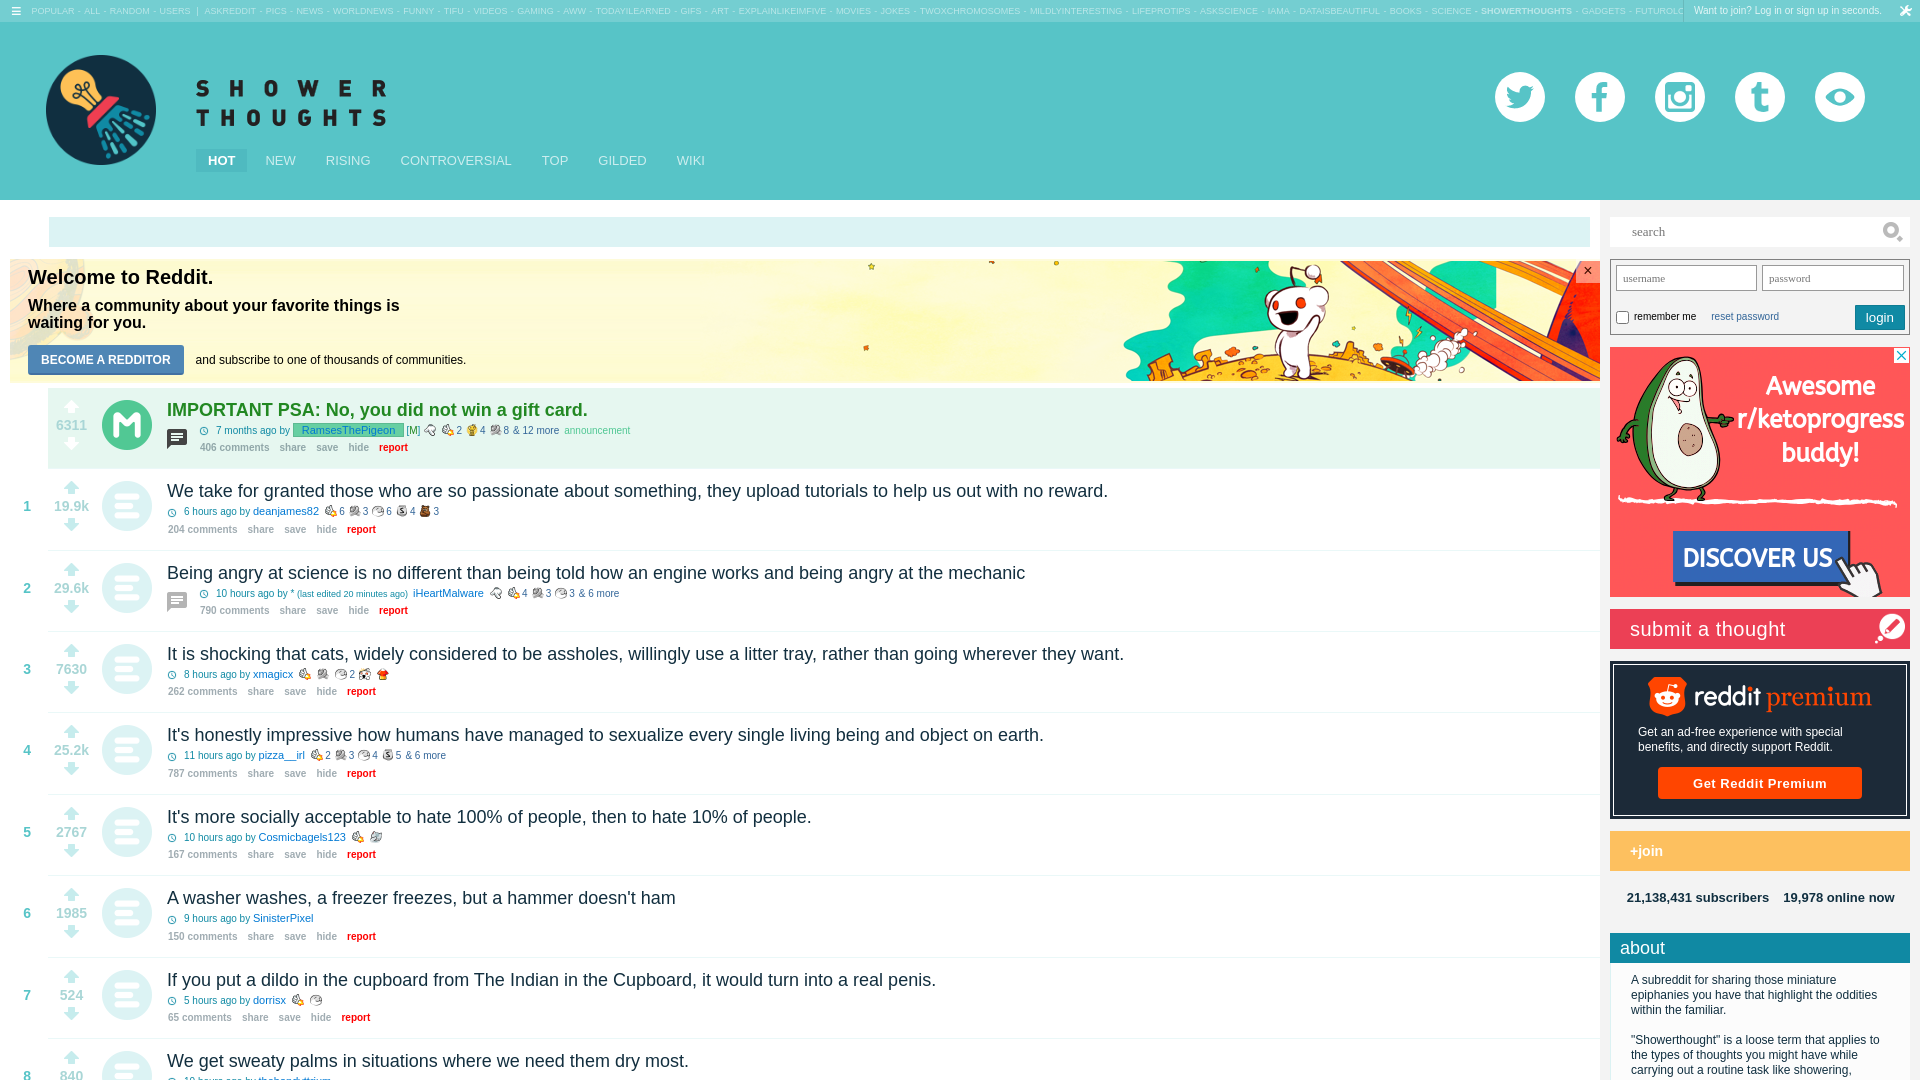 POPULAR - ALL - RANDOM - USERS | ASKREDDIT - PICS - NEWS - WORLDNEWS - FUNNY - TIFU - VIDEOS - GAMING - AWW - TODAYILEARNED - GIFS - ART - EXPLAINLIKEIMFIVE - MOVIES - JOKES - TWOXCHROMOSOMES - MILDLYINTERESTING - LIFEPROTIPS - ASKSCIENCE - IAMA - DATAISBEAUTIFUL - BOOKS - SCIENCE - SHOWERTHOUGHTS - GADGETS - FUTUROLO
Want to join? Log in or sign up in seconds.
SHOWER
THOUGHTS
HOT NEW RISING CONTROVERSIAL TOP GILDED WIKI
search
Welcome to Reddit.
Where a community about your favorite things is
waiting for you.
BECOME A REDDITOR and subscribe to one of thousands of communities.
×
username password
remember me reset password login
6311
IMPORTANT PSA: No, you did not win a gift card.
7 months ago by RamsesThePigeon [M] 2 4 8 & 12 more announcement
406 comments share save hide report
1 19.9k
We take for granted those who are so passionate about something, they upload tutorials to help us out with no reward.
6 hours ago by deanjames82 6 3 6 4 3
204 comments share save hide report
2 29.6k
Being angry at science is no different than being told how an engine works and being angry at the mechanic
10 hours ago by * (last edited 20 minutes ago) iHeartMalware 4 3 3 & 6 more
790 comments share save hide report
3 7630
It is shocking that cats, widely considered to be assholes, willingly use a litter tray, rather than going wherever they want.
8 hours ago by xmagicx 2
262 comments share save hide report
4 25.2k
It's honestly impressive how humans have managed to sexualize every single living being and object on earth.
11 hours ago by pizza__irl 2 3 4 5 & 6 more
787 comments share save hide report
5 2767
It's more socially acceptable to hate 100% of people, then to hate 10% of people.
10 hours ago by Cosmicbagels123
167 comments share save hide report
6 1985
A washer washes, a freezer freezes, but a hammer doesn't ham
9 hours ago by SinisterPixel
150 comments share save hide report
7 524
If you put a dildo in the cupboard from The Indian in the Cupboard, it would turn into a real penis.
5 hours ago by dorrisx
65 comments share save hide report
8 840
We get sweaty palms in situations where we need them dry most.
Awesome
r/ketoprogress
buddy!
DISCOVER US
submit a thought
reddit premium
Get an ad-free experience with special
benefits, and directly support Reddit.
Get Reddit Premium
+join
21,138,431 subscribers 19,978 online now
about
A subreddit for sharing those miniature
epiphanies you have that highlight the oddities
within the familiar.
"Showerthought" is a loose term that applies to
the types of thoughts you might have while
carrying out a routine task like showering,